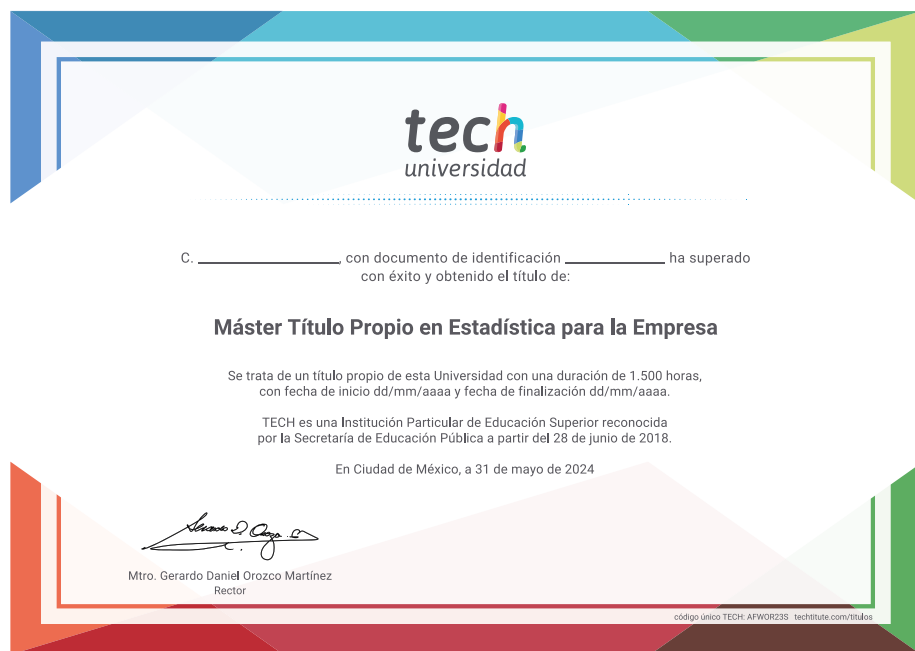 tech
universidad
C. ____________, con documento de identificación ____________ ha superado
con éxito y obtenido el título de:
Máster Título Propio en Estadística para la Empresa
Se trata de un título propio de esta Universidad con una duración de 1.500 horas,
con fecha de inicio dd/mm/aaaa y fecha de finalización dd/mm/aaaa.
TECH es una Institución Particular de Educación Superior reconocida
por la Secretaría de Educación Pública a partir del 28 de junio de 2018.
En Ciudad de México, a 31 de mayo de 2024
Mtro. Gerardo Daniel Orozco Martínez
Rector
código único TECH: AFWOR23S techtitute.com/titulos